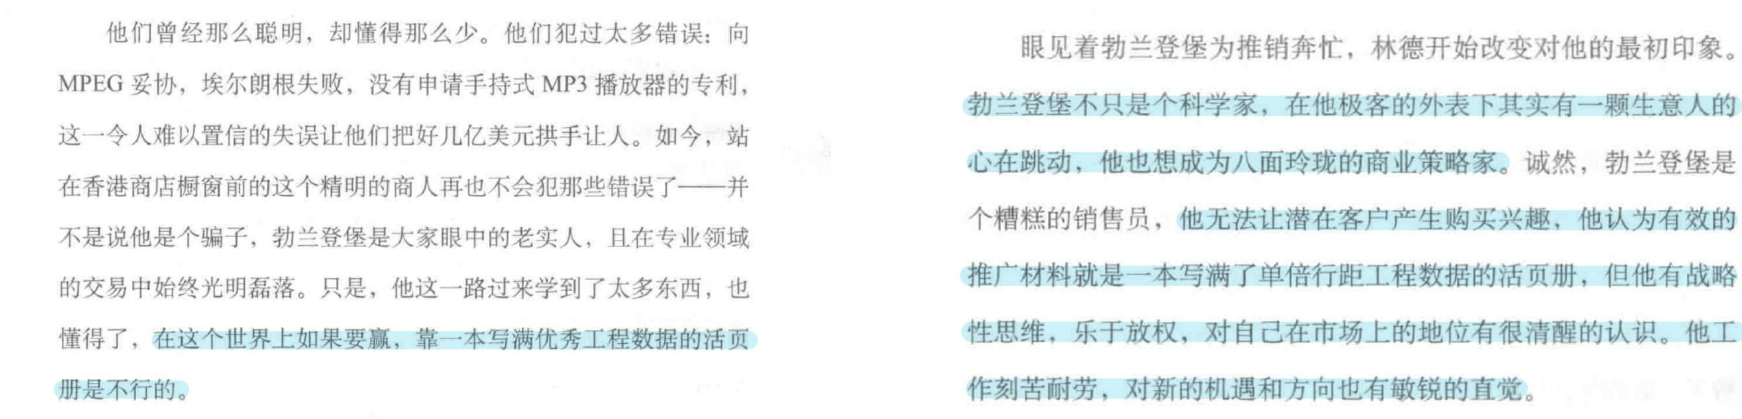 他们曾经那么聪明，却懂得那么少。他们犯过太多错误：向
MPEG 妥协，埃尔朗根失败，没有申请手持式 MP3 播放器的专利，
这一令人难以置信的失误让他们把好几亿美元拱手让人。如今，站
在香港商店橱窗前的这个精明的商人再也不会犯那些错误了——并
不是说他是个骗子，勃兰登堡是大家眼中的老实人，且在专业领域
的交易中始终光明磊落。只是，他这一路过来学到了太多东西，也
懂得了，在这个世界上如果要赢，靠一本写满优秀工程数据的活页
册是不行的。
眼见着勃兰登堡为推销奔忙，林德开始改变对他的最初印象。
勃兰登堡不只是个科学家，在他极客的外表下其实有一颗生意人的
心在跳动，他也想成为八面玲珑的商业策略家。诚然，勃兰登堡是
个糟糕的销售员，他无法让潜在客户产生购买兴趣，他认为有效的
推广材料就是一本写满了单倍行距工程数据的活页册，但他有战略
性思维，乐于放权，对自己在市场上的地位有很清醒的认识。他工
作刻苦耐劳，对新的机遇和方向也有敏锐的直觉。